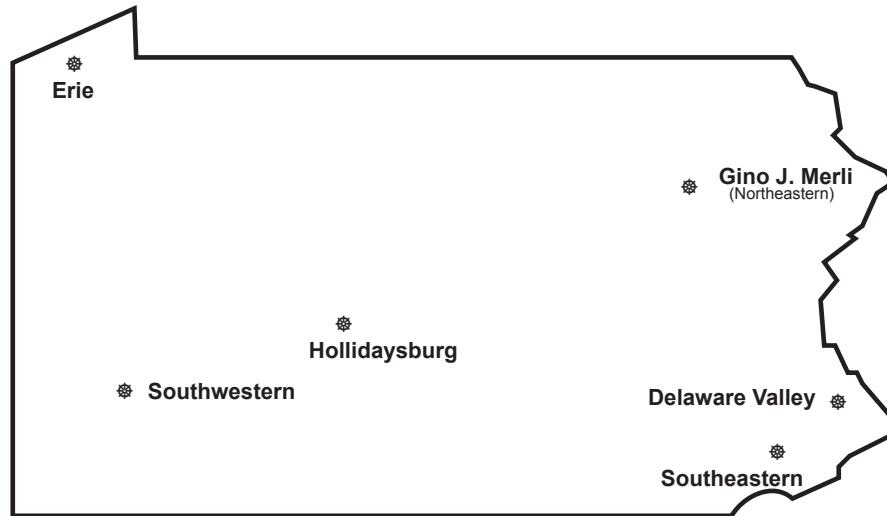 Erie
Gino J. Merli
(Northeastern)
Hollidaysburg
Southwestern
Delaware Valley
Southeastern